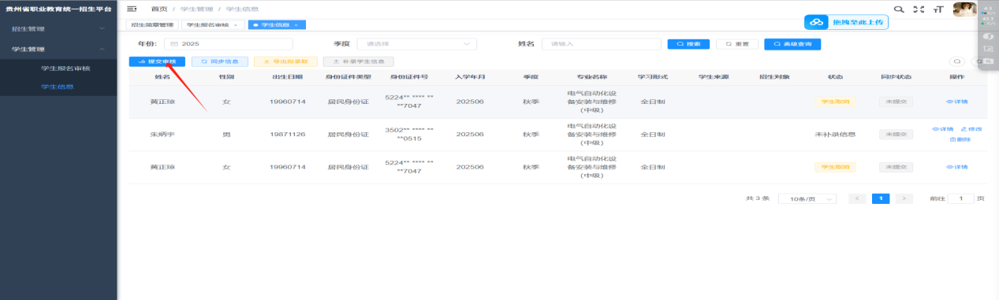 贵州省职业教育统一招生平台
招生管理
学生管理
学生报名审核
学生信息
首页 / 学生管理 / 学生信息
招生简章管理 学生报名审核 学生信息
拖拽至此上传
年份: 2025 季度 请选择 姓名 请输入 搜索 重置 高级查询
提交审核 同步信息 导出拟录取 补录学生信息
姓名 性别 出生日期 身份证件类型 身份证件号 入学年月 季度 专业名称 学习形式 学生来源 招生对象 状态 同步状态 操作
黄正琼 女 19960714 居民身份证 5224** **** ** **7047 202506 秋季 电气自动化设备安装与维修(中级) 全日制 学生取消 未提交 详情
朱炳宇 男 19871126 居民身份证 3502** **** ** **0515 202506 秋季 电气自动化设备安装与维修(中级) 全日制 未补录信息 未提交 详情 修改 删除
黄正琼 女 19960714 居民身份证 5224** **** ** **7047 202506 秋季 电气自动化设备安装与维修(中级) 全日制 学生取消 未提交 详情
共 3 条 10条/页 < 1 > 前往 1 页